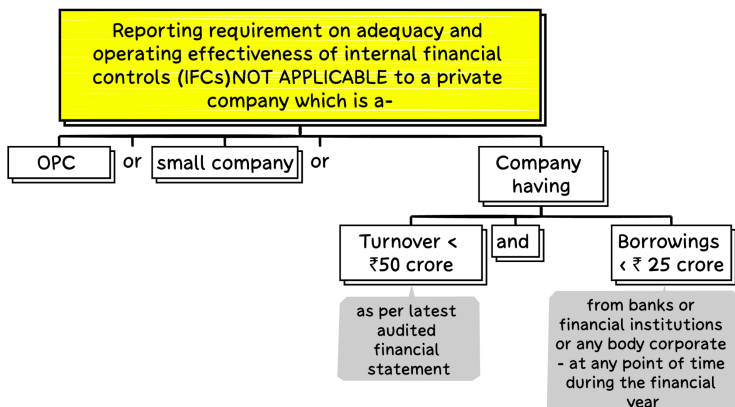 Reporting requirement on adequacy and
operating effectiveness of internal financial
controls (IFCs)NOT APPLICABLE to a private
company which is a-
OPC or small company or Company
having
Turnover <
₹50 crore
and
Borrowings
< ₹ 25 crore
as per latest
audited
financial
statement
from banks or
financial institutions
or any body corporate
- at any point of time
during the financial
year